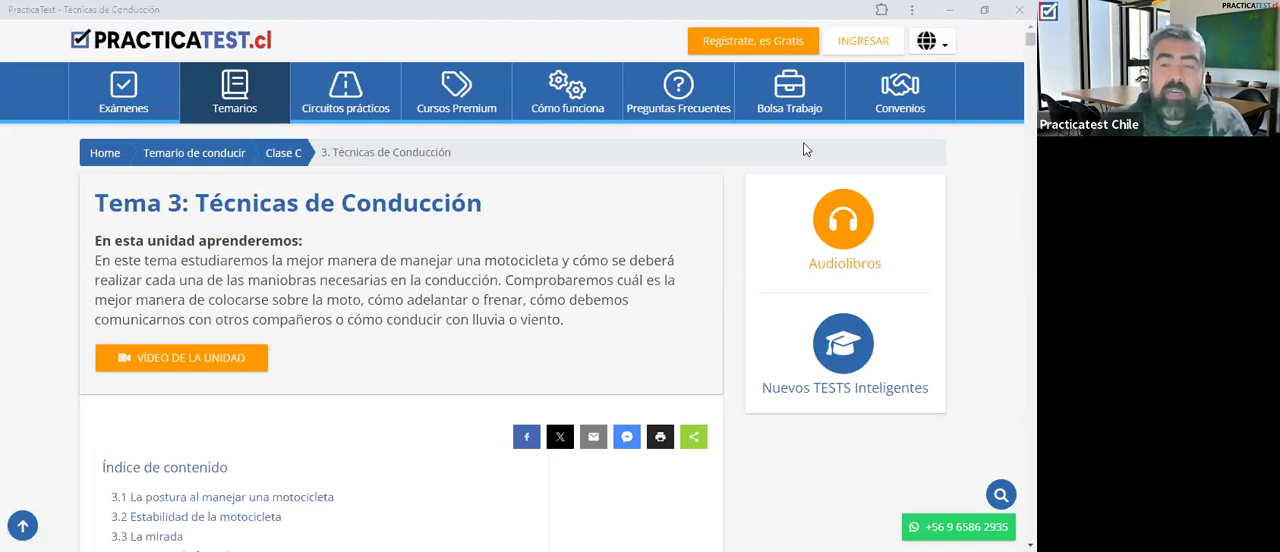 PracticaTest - Técnicas de Conducción
PRACTICATEST.cl
Regístrate, es Gratis
INGRESAR
Exámenes
Temarios
Circuitos prácticos
Cursos Premium
Cómo funciona
Preguntas Frecuentes
Bolsa Trabajo
Convenios
Home
Temario de conducir
Clase C
3. Técnicas de Conducción
Tema 3: Técnicas de Conducción
En esta unidad aprenderemos:
En este tema estudiaremos la mejor manera de manejar una motocicleta y cómo se deberá
realizar cada una de las maniobras necesarias en la conducción. Comprobaremos cuál es la
mejor manera de colocarse sobre la moto, cómo adelantar o frenar, cómo debemos
comunicarnos con otros compañeros o cómo conducir con lluvia o viento.
VÍDEO DE LA UNIDAD
Audiolibros
Nuevos TESTS Inteligentes
Índice de contenido
3.1 La postura al manejar una motocicleta
3.2 Estabilidad de la motocicleta
3.3 La mirada
+56 9 6586 2935
PRACTICATEST.cl
Practicatest Chile